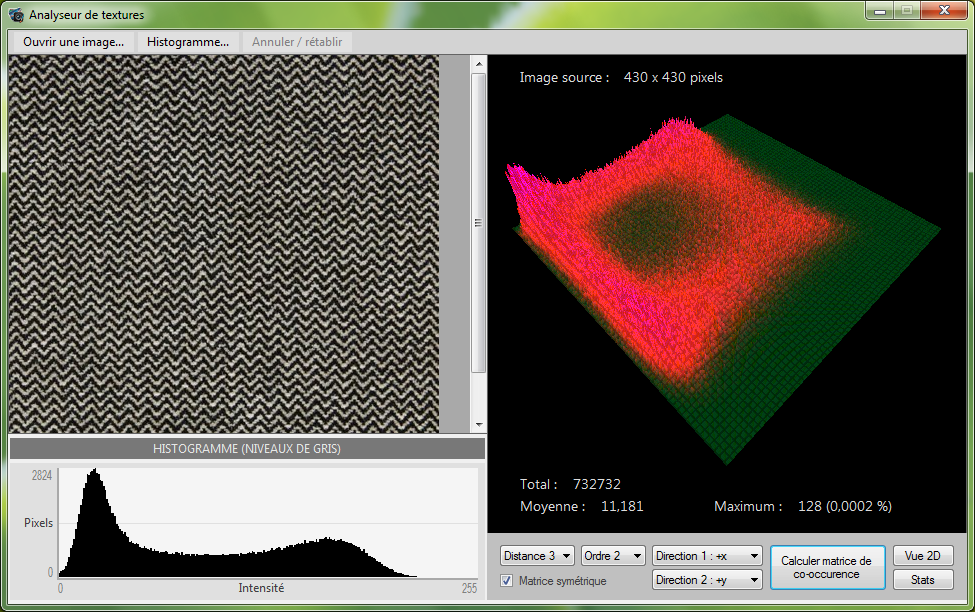 Analyseur de textures
Ouvrir une image... Histogramme... Annuler / rétablir
Image source : 430 x 430 pixels
HISTOGRAMME (NIVEAUX DE GRIS)
2824
Pixels
0
0 Intensité 255
Total : 732732
Moyenne : 11,181 Maximum : 128 (0,0002 %)
Distance 3 Ordre 2 Direction 1 : +x
Matrice symétrique Direction 2 : +y
Calculer matrice de
co-occurence
Vue 2D
Stats